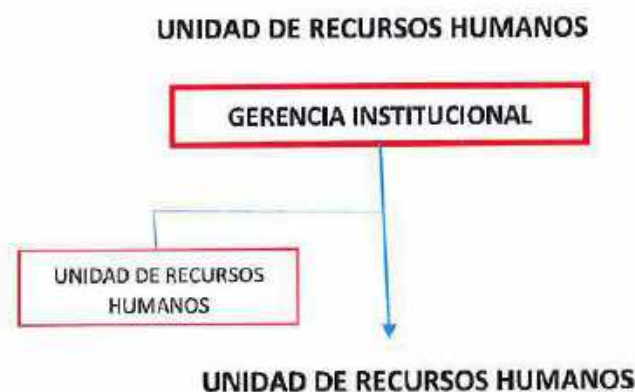 UNIDAD DE RECURSOS HUMANOS
GERENCIA INSTITUCIONAL
UNIDAD DE RECURSOS
HUMANOS
UNIDAD DE RECURSOS HUMANOS